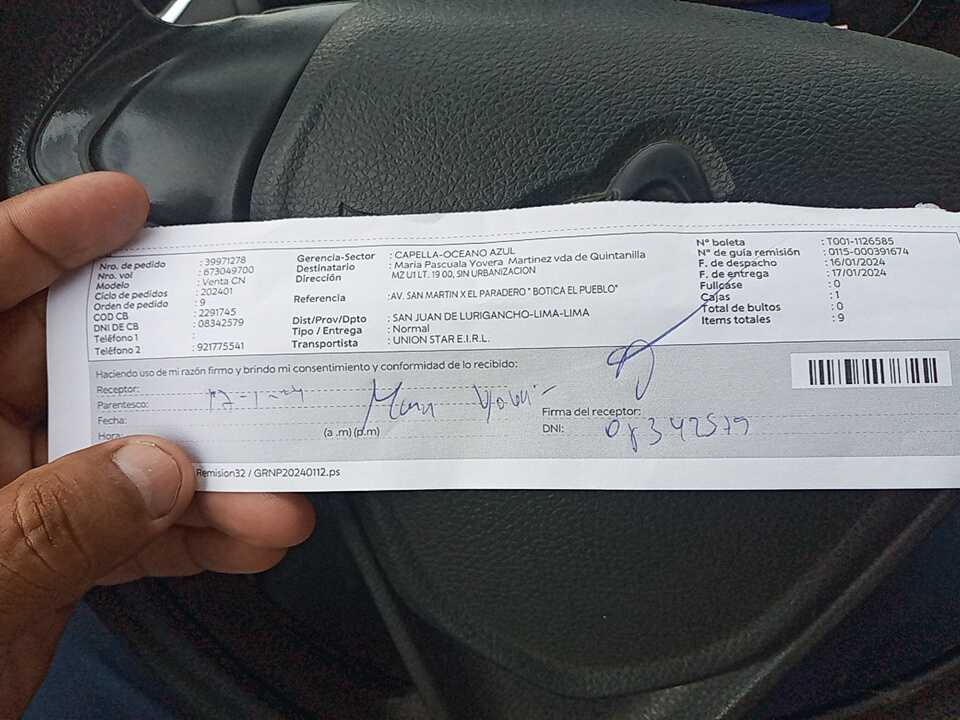 Nro. de pedido : 39971278
Nro. vol : 673049700
Modelo : Venta CN
Ciclo de pedidos : 202401
Orden de pedido : 9
COD CB : 2291745
DNI DE CB : 08342579
Teléfono 1 :
Teléfono 2 : 921775541
Gerencia-Sector : CAPELLA-OCEANO AZUL
Destinatario : Maria Pascuala Yovera Martinez vda de Quintanilla
Dirección MZ U1 LT. 19 00, SIN URBANIZACION
Referencia : AV. SAN MARTIN X EL PARADERO " BOTICA EL PUEBLO"
Dist/Prov/Dpto : SAN JUAN DE LURIGANCHO-LIMA-LIMA
Tipo / Entrega : Normal
Transportista : UNION STAR E.I.R.L.
N° boleta : T001-1126585
N° de guía remisión : 0115-000391674
F. de despacho : 16/01/2024
F. de entrega : 17/01/2024
Fullcase : 0
Cajas : 1
Total de bultos : 0
Items totales : 9
Haciendo uso de mi razón firmo y brindo mi consentimiento y conformidad de lo recibido:
Receptor:
Parentesco:
Fecha:
Hora: (a .m) (p.m)
Firma del receptor:
DNI: 08342579
Remision32 / GRNP20240112.ps